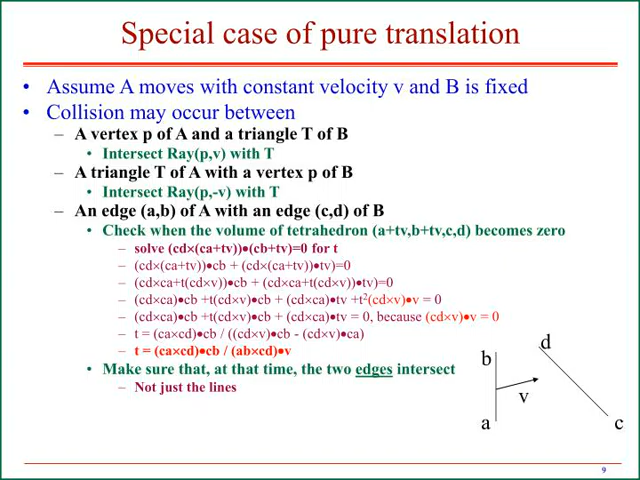 Special case of pure translation
• Assume A moves with constant velocity v and B is fixed
• Collision may occur between
– A vertex p of A and a triangle T of B
• Intersect Ray(p,v) with T
– A triangle T of A with a vertex p of B
• Intersect Ray(p,-v) with T
– An edge (a,b) of A with an edge (c,d) of B
• Check when the volume of tetrahedron (a+tv,b+tv,c,d) becomes zero
– solve (cd×(ca+tv))•(cb+tv)=0 for t
– (cd×(ca+tv))•cb + (cd×(ca+tv))•tv)=0
– (cd×ca+t(cd×v))•cb + (cd×ca+t(cd×v))•tv)=0
– (cd×ca)•cb +t(cd×v)•cb + (cd×ca)•tv +t²(cd×v)•v = 0
– (cd×ca)•cb +t(cd×v)•cb + (cd×ca)•tv = 0, because (cd×v)•v = 0
– t = (ca×cd)•cb / ((cd×v)•cb - (cd×v)•ca)
– t = (ca×cd)•cb / (ab×cd)•v
• Make sure that, at that time, the two edges intersect
– Not just the lines
d
b
v
a
c
9